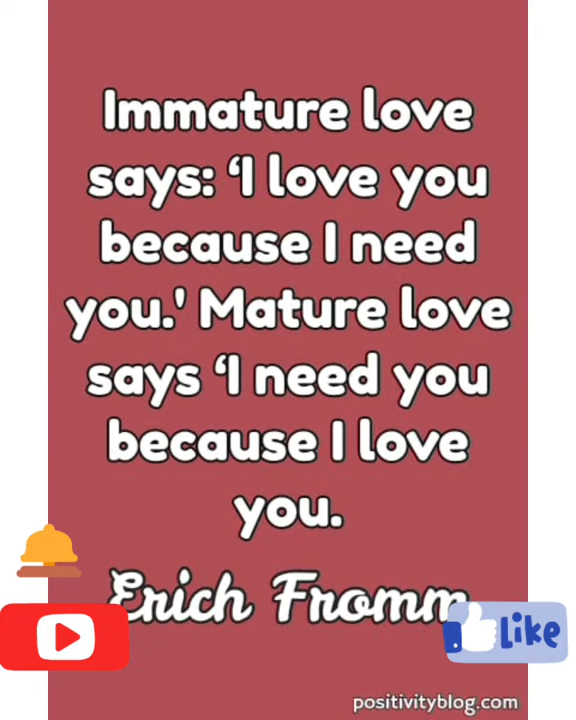 Immature love
says: ‘I love you
because I need
you.' Mature love
says ‘I need you
because I love
you.
Erich Fromm
Like
positivityblog.com